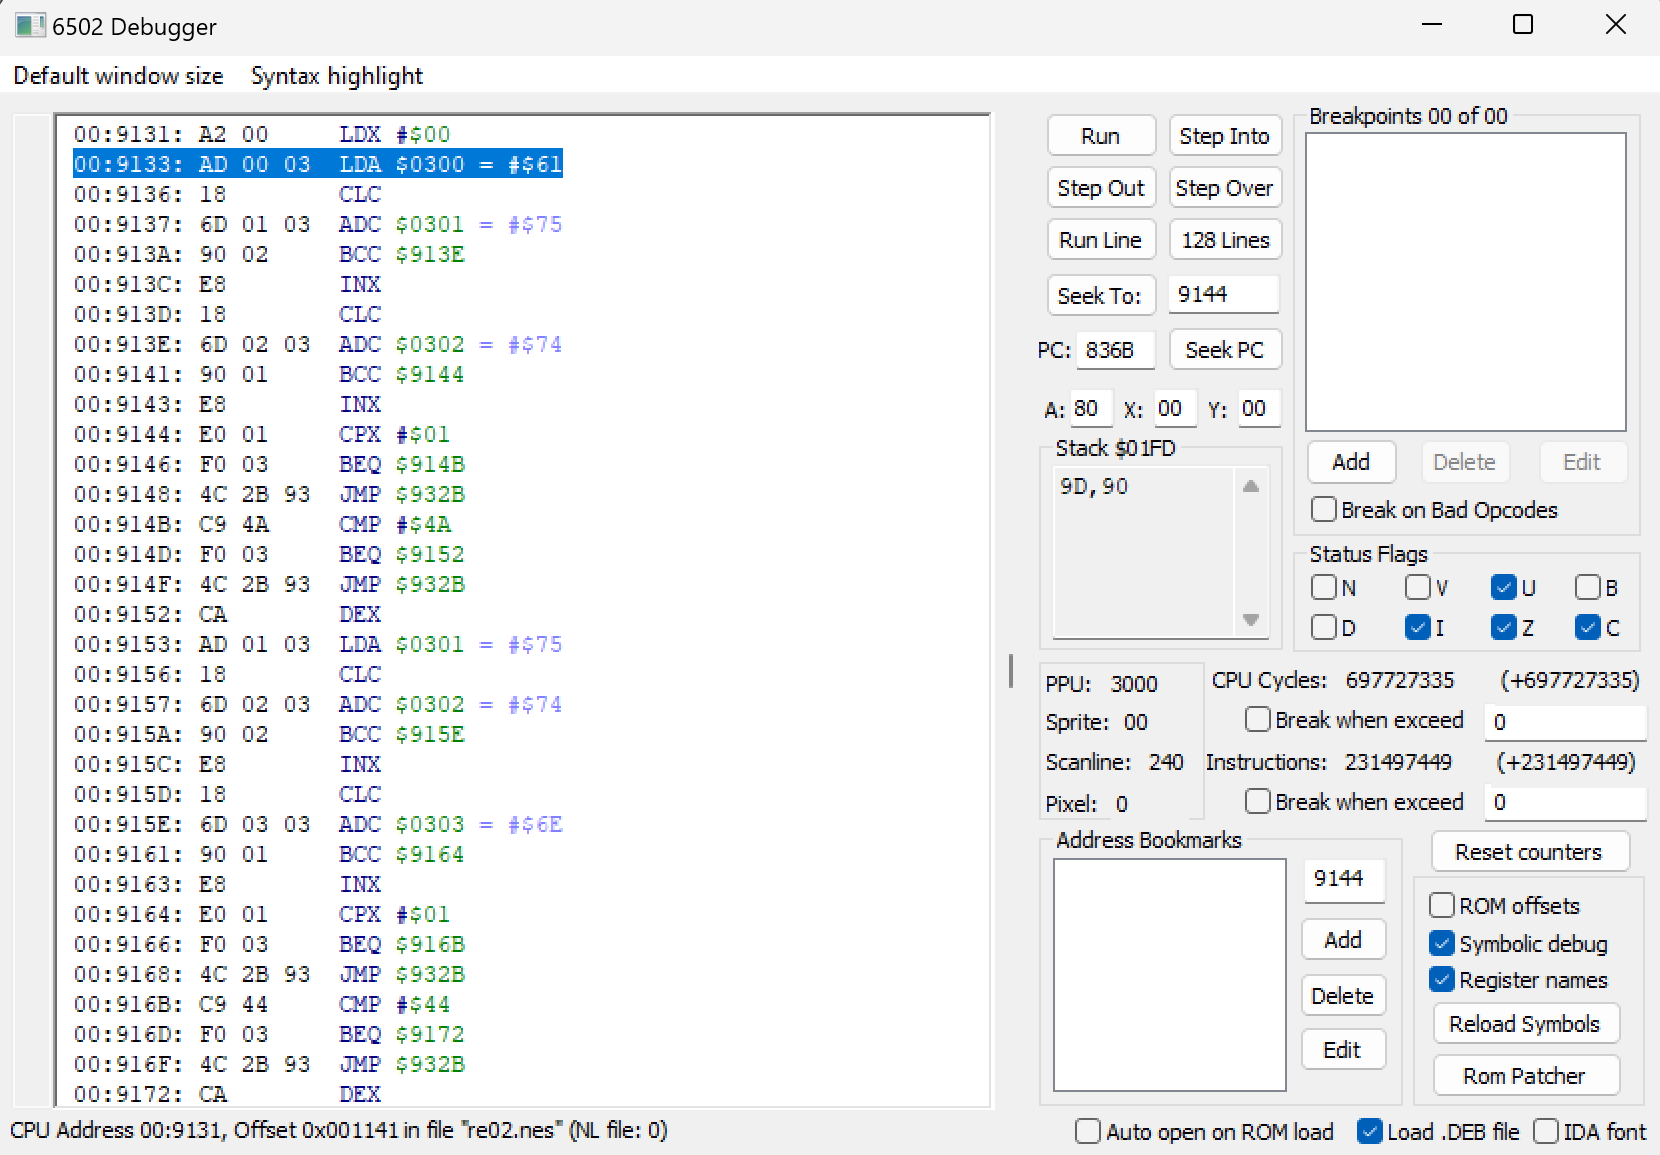 6502 Debugger
Default window size Syntax highlight
00:9131: A2 00 LDX #$00
00:9133: AD 00 03 LDA $0300 = #$61
00:9136: 18 CLC
00:9137: 6D 01 03 ADC $0301 = #$75
00:913A: 90 02 BCC $913E
00:913C: E8 INX
00:913D: 18 CLC
00:913E: 6D 02 03 ADC $0302 = #$74
00:9141: 90 01 BCC $9144
00:9143: E8 INX
00:9144: E0 01 CPX #$01
00:9146: F0 03 BEQ $914B
00:9148: 4C 2B 93 JMP $932B
00:914B: C9 4A CMP #$4A
00:914D: F0 03 BEQ $9152
00:914F: 4C 2B 93 JMP $932B
00:9152: CA DEX
00:9153: AD 01 03 LDA $0301 = #$75
00:9156: 18 CLC
00:9157: 6D 02 03 ADC $0302 = #$74
00:915A: 90 02 BCC $915E
00:915C: E8 INX
00:915D: 18 CLC
00:915E: 6D 03 03 ADC $0303 = #$6E
00:9161: 90 01 BCC $9164
00:9163: E8 INX
00:9164: E0 01 CPX #$01
00:9166: F0 03 BEQ $916B
00:9168: 4C 2B 93 JMP $932B
00:916B: C9 44 CMP #$44
00:916D: F0 03 BEQ $9172
00:916F: 4C 2B 93 JMP $932B
00:9172: CA DEX
Run Step Into
Step Out Step Over
Run Line 128 Lines
Seek To: 9144
PC: 836B Seek PC
A: 80 X: 00 Y: 00
Stack $01FD
9D, 90
Breakpoints 00 of 00
Add Delete Edit
Break on Bad Opcodes
Status Flags
N V U B
D I Z C
PPU: 3000
Sprite: 00
Scanline: 240
Pixel: 0
CPU Cycles: 697727335 (+697727335)
Break when exceed 0
Instructions: 231497449 (+231497449)
Break when exceed 0
Address Bookmarks
9144
Add
Delete
Edit
Reset counters
ROM offsets
Symbolic debug
Register names
Reload Symbols
Rom Patcher
CPU Address 00:9131, Offset 0x001141 in file "re02.nes" (NL file: 0)
Auto open on ROM load Load .DEB file IDA font